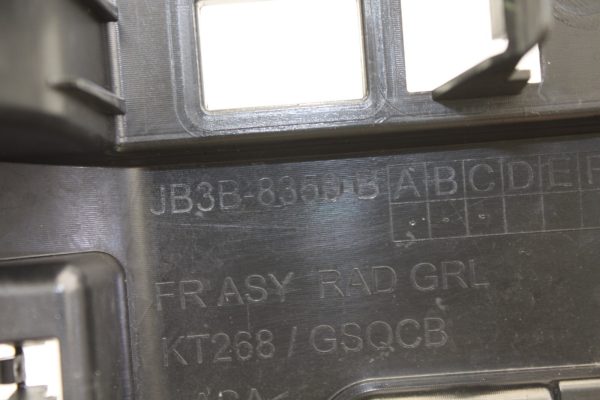 JB3B-8350-B A B C D E F
FR ASY RAD GRL
KT268 / GSQCB